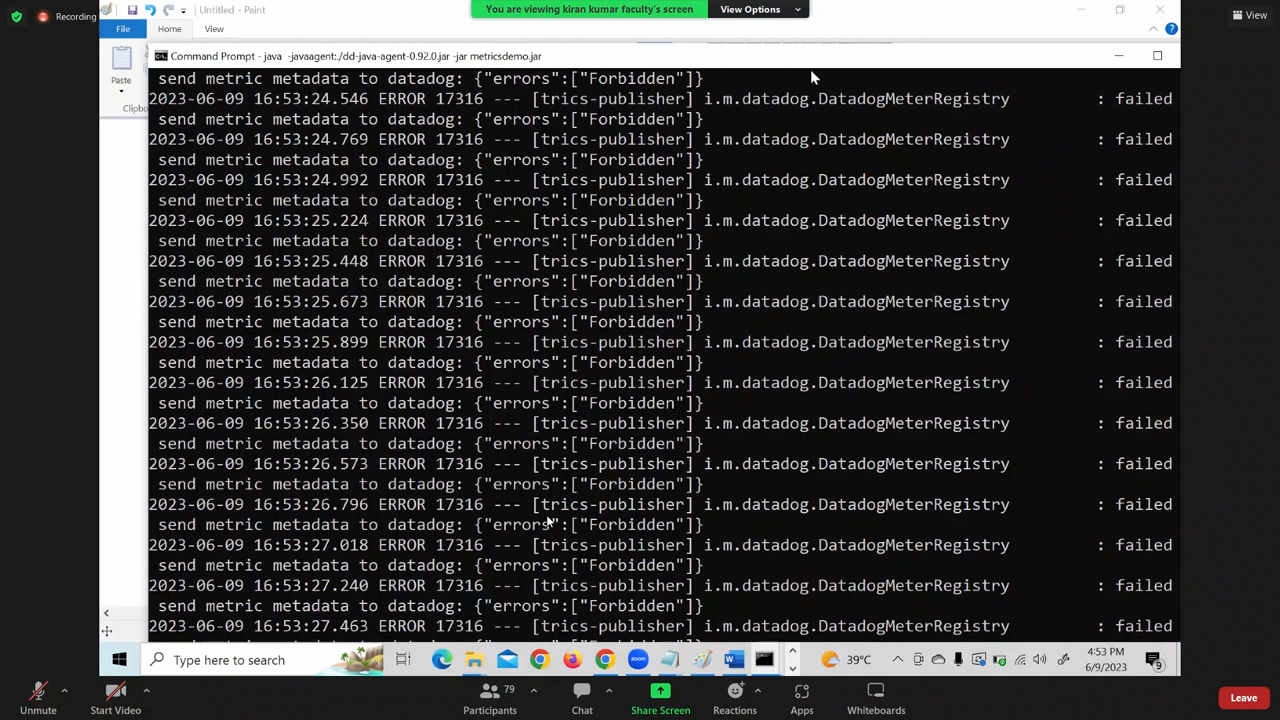 Recording
Untitled - Paint
You are viewing kiran kumar faculty's screen
View Options
View
File
Home
View
Paste
Clipbo
Command Prompt - java -javaagent:./dd-java-agent-0.92.0.jar -jar metricsdemo.jar
send metric metadata to datadog: {"errors":["Forbidden"]}
2023-06-09 16:53:24.546 ERROR 17316 --- [trics-publisher] i.m.datadog.DatadogMeterRegistry : failed
send metric metadata to datadog: {"errors":["Forbidden"]}
2023-06-09 16:53:24.769 ERROR 17316 --- [trics-publisher] i.m.datadog.DatadogMeterRegistry : failed
send metric metadata to datadog: {"errors":["Forbidden"]}
2023-06-09 16:53:24.992 ERROR 17316 --- [trics-publisher] i.m.datadog.DatadogMeterRegistry : failed
send metric metadata to datadog: {"errors":["Forbidden"]}
2023-06-09 16:53:25.224 ERROR 17316 --- [trics-publisher] i.m.datadog.DatadogMeterRegistry : failed
send metric metadata to datadog: {"errors":["Forbidden"]}
2023-06-09 16:53:25.448 ERROR 17316 --- [trics-publisher] i.m.datadog.DatadogMeterRegistry : failed
send metric metadata to datadog: {"errors":["Forbidden"]}
2023-06-09 16:53:25.673 ERROR 17316 --- [trics-publisher] i.m.datadog.DatadogMeterRegistry : failed
send metric metadata to datadog: {"errors":["Forbidden"]}
2023-06-09 16:53:25.899 ERROR 17316 --- [trics-publisher] i.m.datadog.DatadogMeterRegistry : failed
send metric metadata to datadog: {"errors":["Forbidden"]}
2023-06-09 16:53:26.125 ERROR 17316 --- [trics-publisher] i.m.datadog.DatadogMeterRegistry : failed
send metric metadata to datadog: {"errors":["Forbidden"]}
2023-06-09 16:53:26.350 ERROR 17316 --- [trics-publisher] i.m.datadog.DatadogMeterRegistry : failed
send metric metadata to datadog: {"errors":["Forbidden"]}
2023-06-09 16:53:26.573 ERROR 17316 --- [trics-publisher] i.m.datadog.DatadogMeterRegistry : failed
send metric metadata to datadog: {"errors":["Forbidden"]}
2023-06-09 16:53:26.796 ERROR 17316 --- [trics-publisher] i.m.datadog.DatadogMeterRegistry : failed
send metric metadata to datadog: {"errors":["Forbidden"]}
2023-06-09 16:53:27.018 ERROR 17316 --- [trics-publisher] i.m.datadog.DatadogMeterRegistry : failed
send metric metadata to datadog: {"errors":["Forbidden"]}
2023-06-09 16:53:27.240 ERROR 17316 --- [trics-publisher] i.m.datadog.DatadogMeterRegistry : failed
send metric metadata to datadog: {"errors":["Forbidden"]}
2023-06-09 16:53:27.463 ERROR 17316 --- [trics-publisher] i.m.datadog.DatadogMeterRegistry : failed
Type here to search
zoom
39°C
4:53 PM
6/9/2023
9
Unmute
Start Video
79
Participants
Chat
Share Screen
Reactions
Apps
Whiteboards
Leave